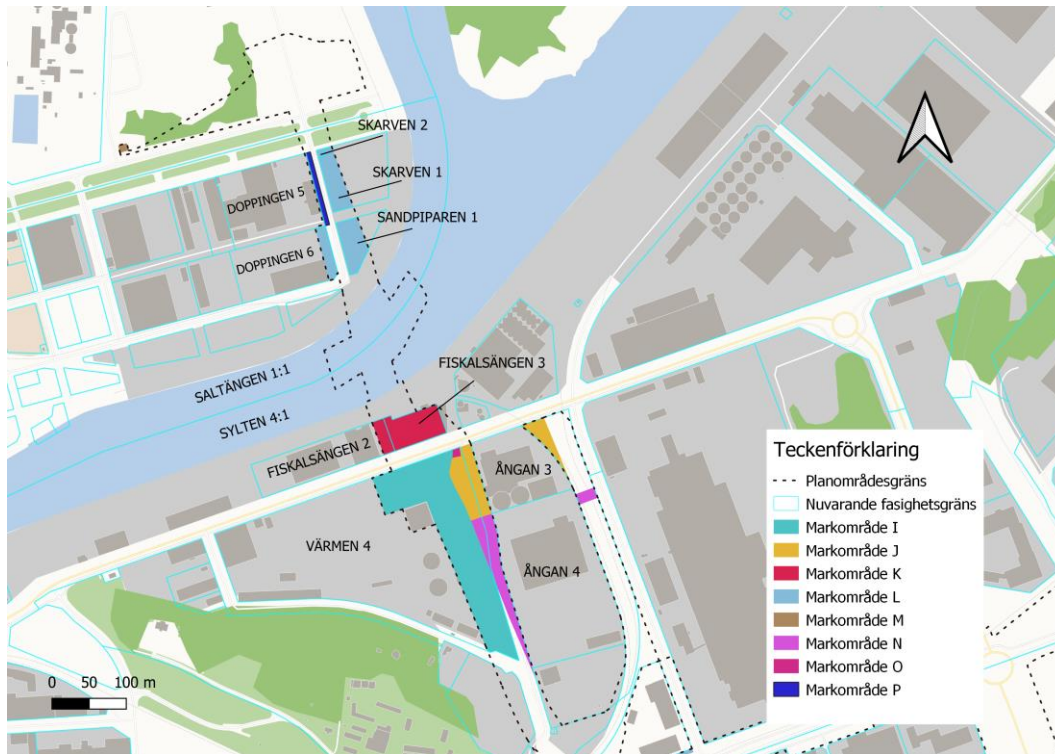 SKARVEN 2
SKARVEN 1
DOPPINGEN 5
SANDPIPAREN 1
DOPPINGEN 6
SALTÄNGEN 1:1
FISKALSÄNGEN 3
SYLTEN 4:1
FISKALSÄNGEN 2
ÅNGAN 3
VÄRMEN 4
ÅNGAN 4
0 50 100 m
Teckenförklaring
Planområdesgräns
Nuvarande fasighetsgräns
Markområde I
Markområde J
Markområde K
Markområde L
Markområde M
Markområde N
Markområde O
Markområde P